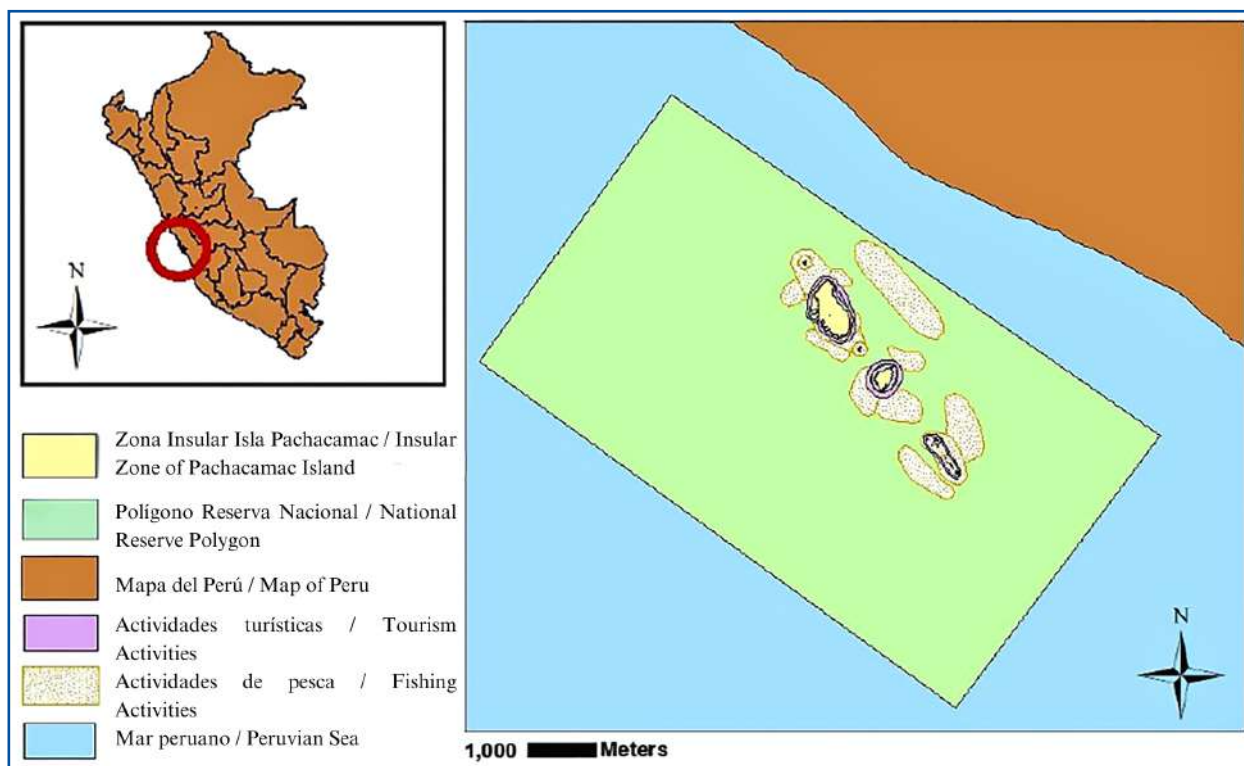 N
Zona Insular Isla Pachacamac / Insular
Zone of Pachacamac Island
Polígono Reserva Nacional / National
Reserve Polygon
Mapa del Perú / Map of Peru
Actividades turísticas / Tourism
Activities
Actividades de pesca / Fishing
Activities
Mar peruano / Peruvian Sea
N
1,000 Meters